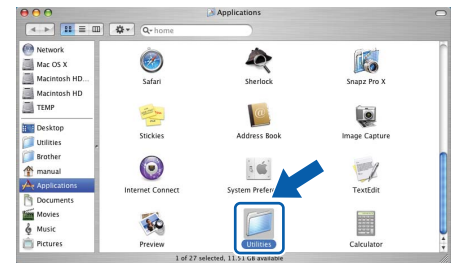 Applications
home
Network
Mac OS X
Macintosh HD...
Macintosh HD
TEMP
Desktop
Utilities
Brother
manual
Applications
Documents
Movies
Music
Pictures
Safari
Sherlock
Snapz Pro X
Stickies
Address Book
Image Capture
Internet Connect
System Prefer
TextEdit
Preview
Utilities
Calculator
1 of 27 selected, 11.51 GB available